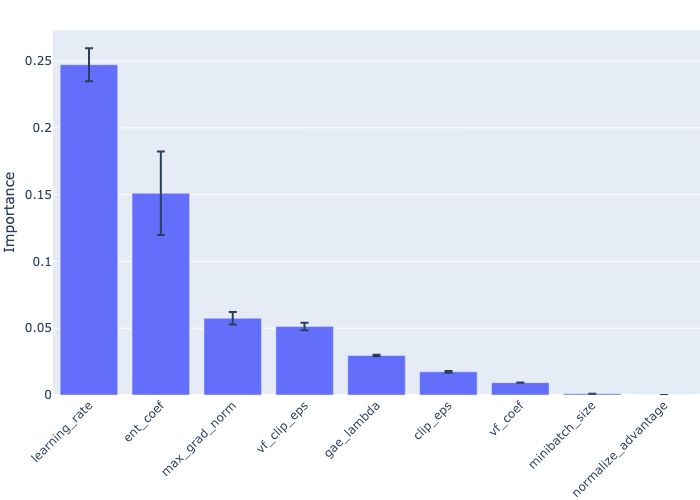 0.25
0.2
0.15
0.1
0.05
0
Importance
learning_rate
ent_coef
max_grad_norm
vf_clip_eps
gae_lambda
clip_eps
vf_coef
minibatch_size
normalize_advantage